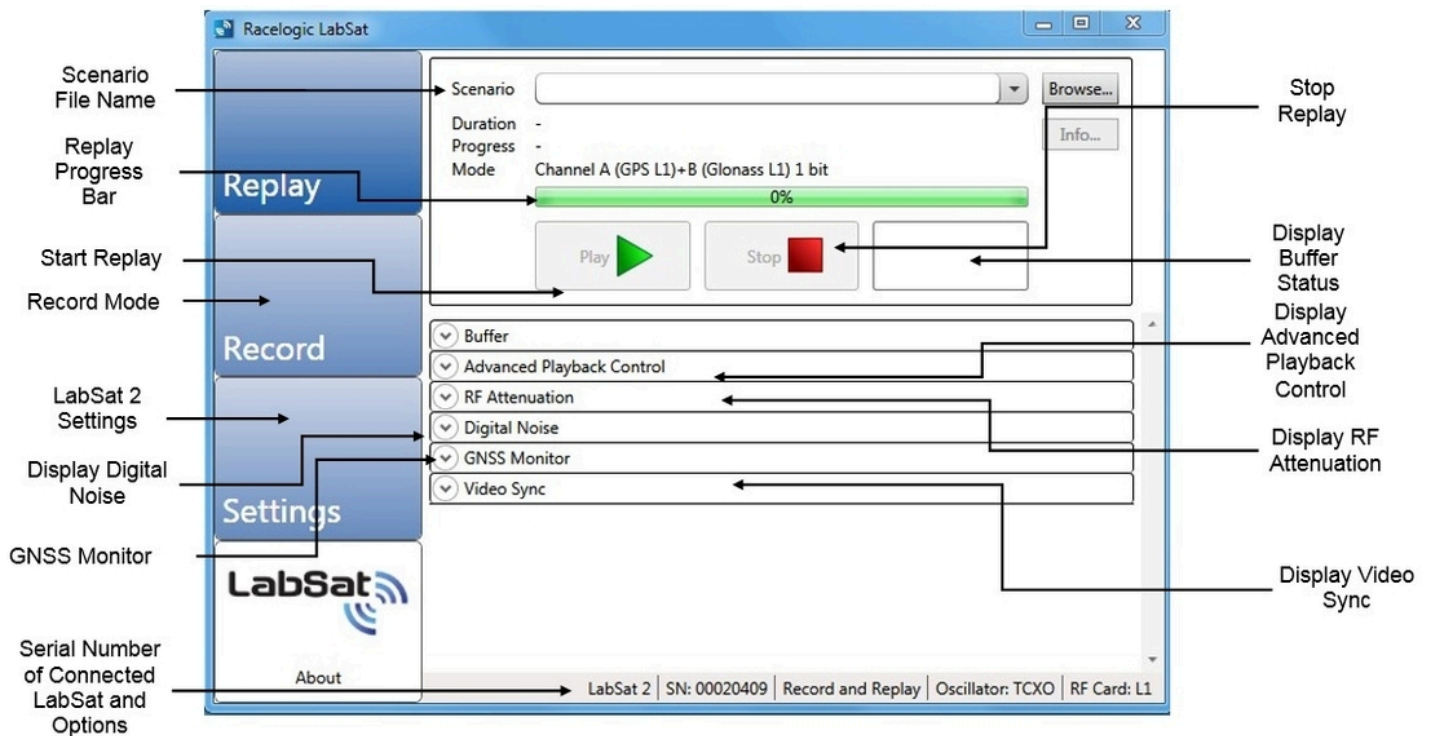 Racelogic LabSat
Scenario
File Name
Replay
Progress
Bar
Start Replay
Record Mode
LabSat 2
Settings
Display Digital
Noise
GNSS Monitor
Serial Number
of Connected
LabSat and
Options
Replay
Record
Settings
LabSat
About
Scenario
Browse...
Duration -
Info...
Progress -
Mode Channel A (GPS L1)+B (Glonass L1) 1 bit
0%
Play
Stop
Buffer
Advanced Playback Control
RF Attenuation
Digital Noise
GNSS Monitor
Video Sync
LabSat 2 SN: 00020409 Record and Replay Oscillator: TCXO RF Card: L1
Stop
Replay
Display
Buffer
Status
Display
Advanced
Playback
Control
Display RF
Attenuation
Display Video
Sync